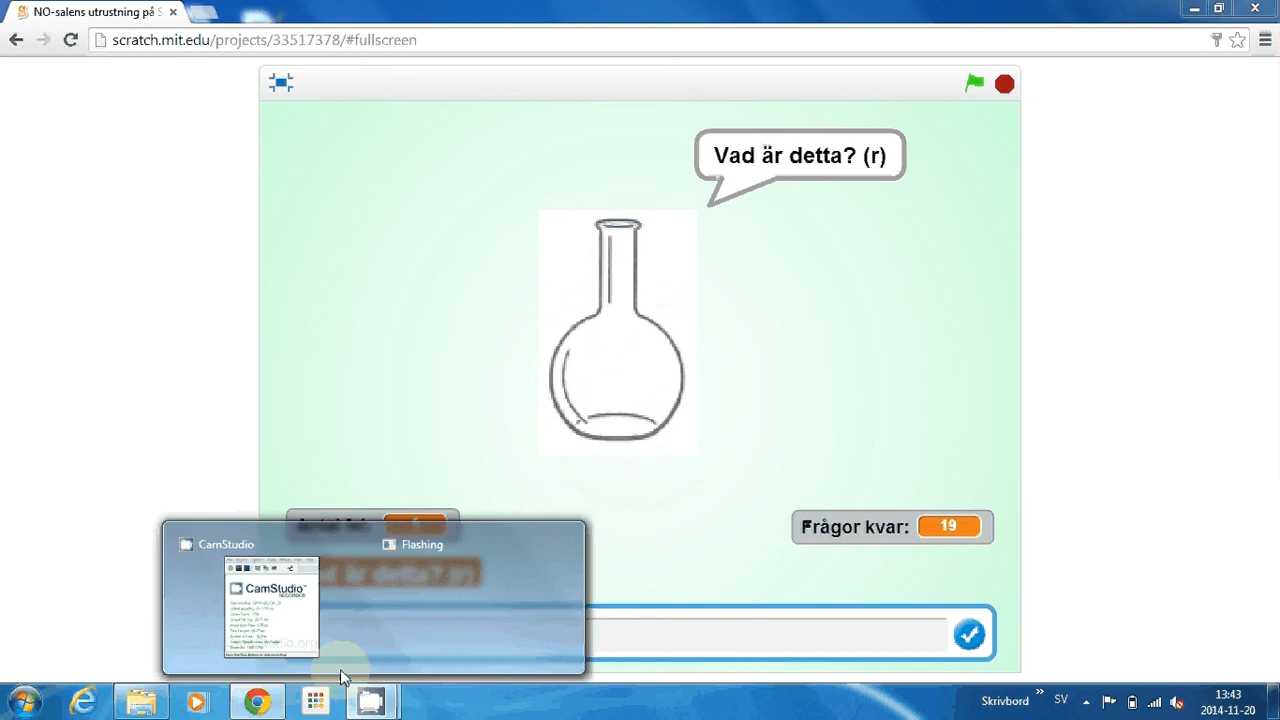 NO-salens utrustning på S
scratch.mit.edu/projects/33517378/#fullscreen
Vad är detta? (r)
Frågor kvar: 19
CamStudio
Flashing
CamStudio
Skrivbord
SV
13:43
2014-11-20